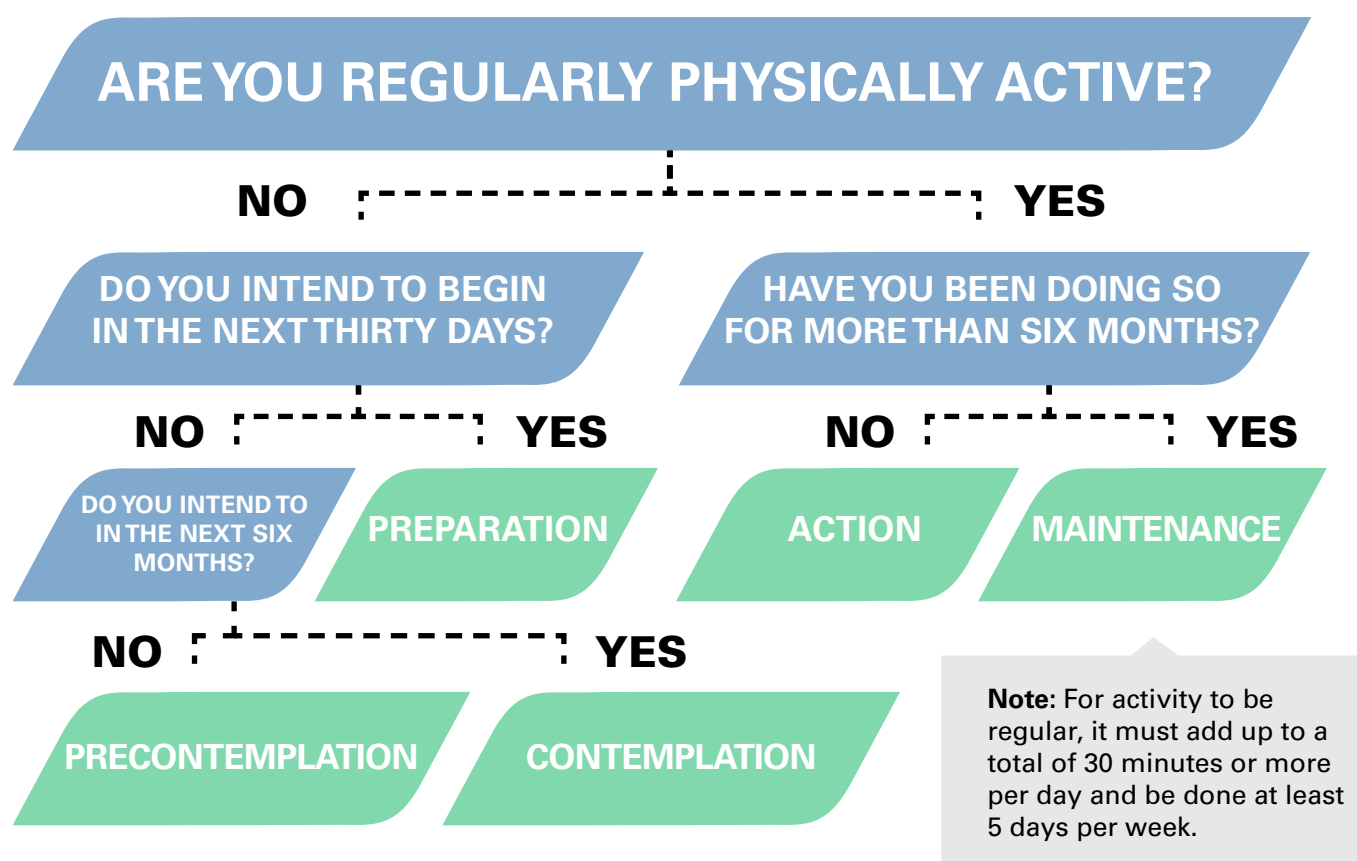 ARE YOU REGULARLY PHYSICALLY ACTIVE?
NO
YES
DO YOU INTEND TO BEGIN
IN THE NEXT THIRTY DAYS?
HAVE YOU BEEN DOING SO
FOR MORE THAN SIX MONTHS?
NO
YES
NO
YES
DO YOU INTEND TO
IN THE NEXT SIX
MONTHS?
PREPARATION
ACTION
MAINTENANCE
NO
YES
PRECONTEMPLATION
CONTEMPLATION
Note: For activity to be
regular, it must add up to a
total of 30 minutes or more
per day and be done at least
5 days per week.